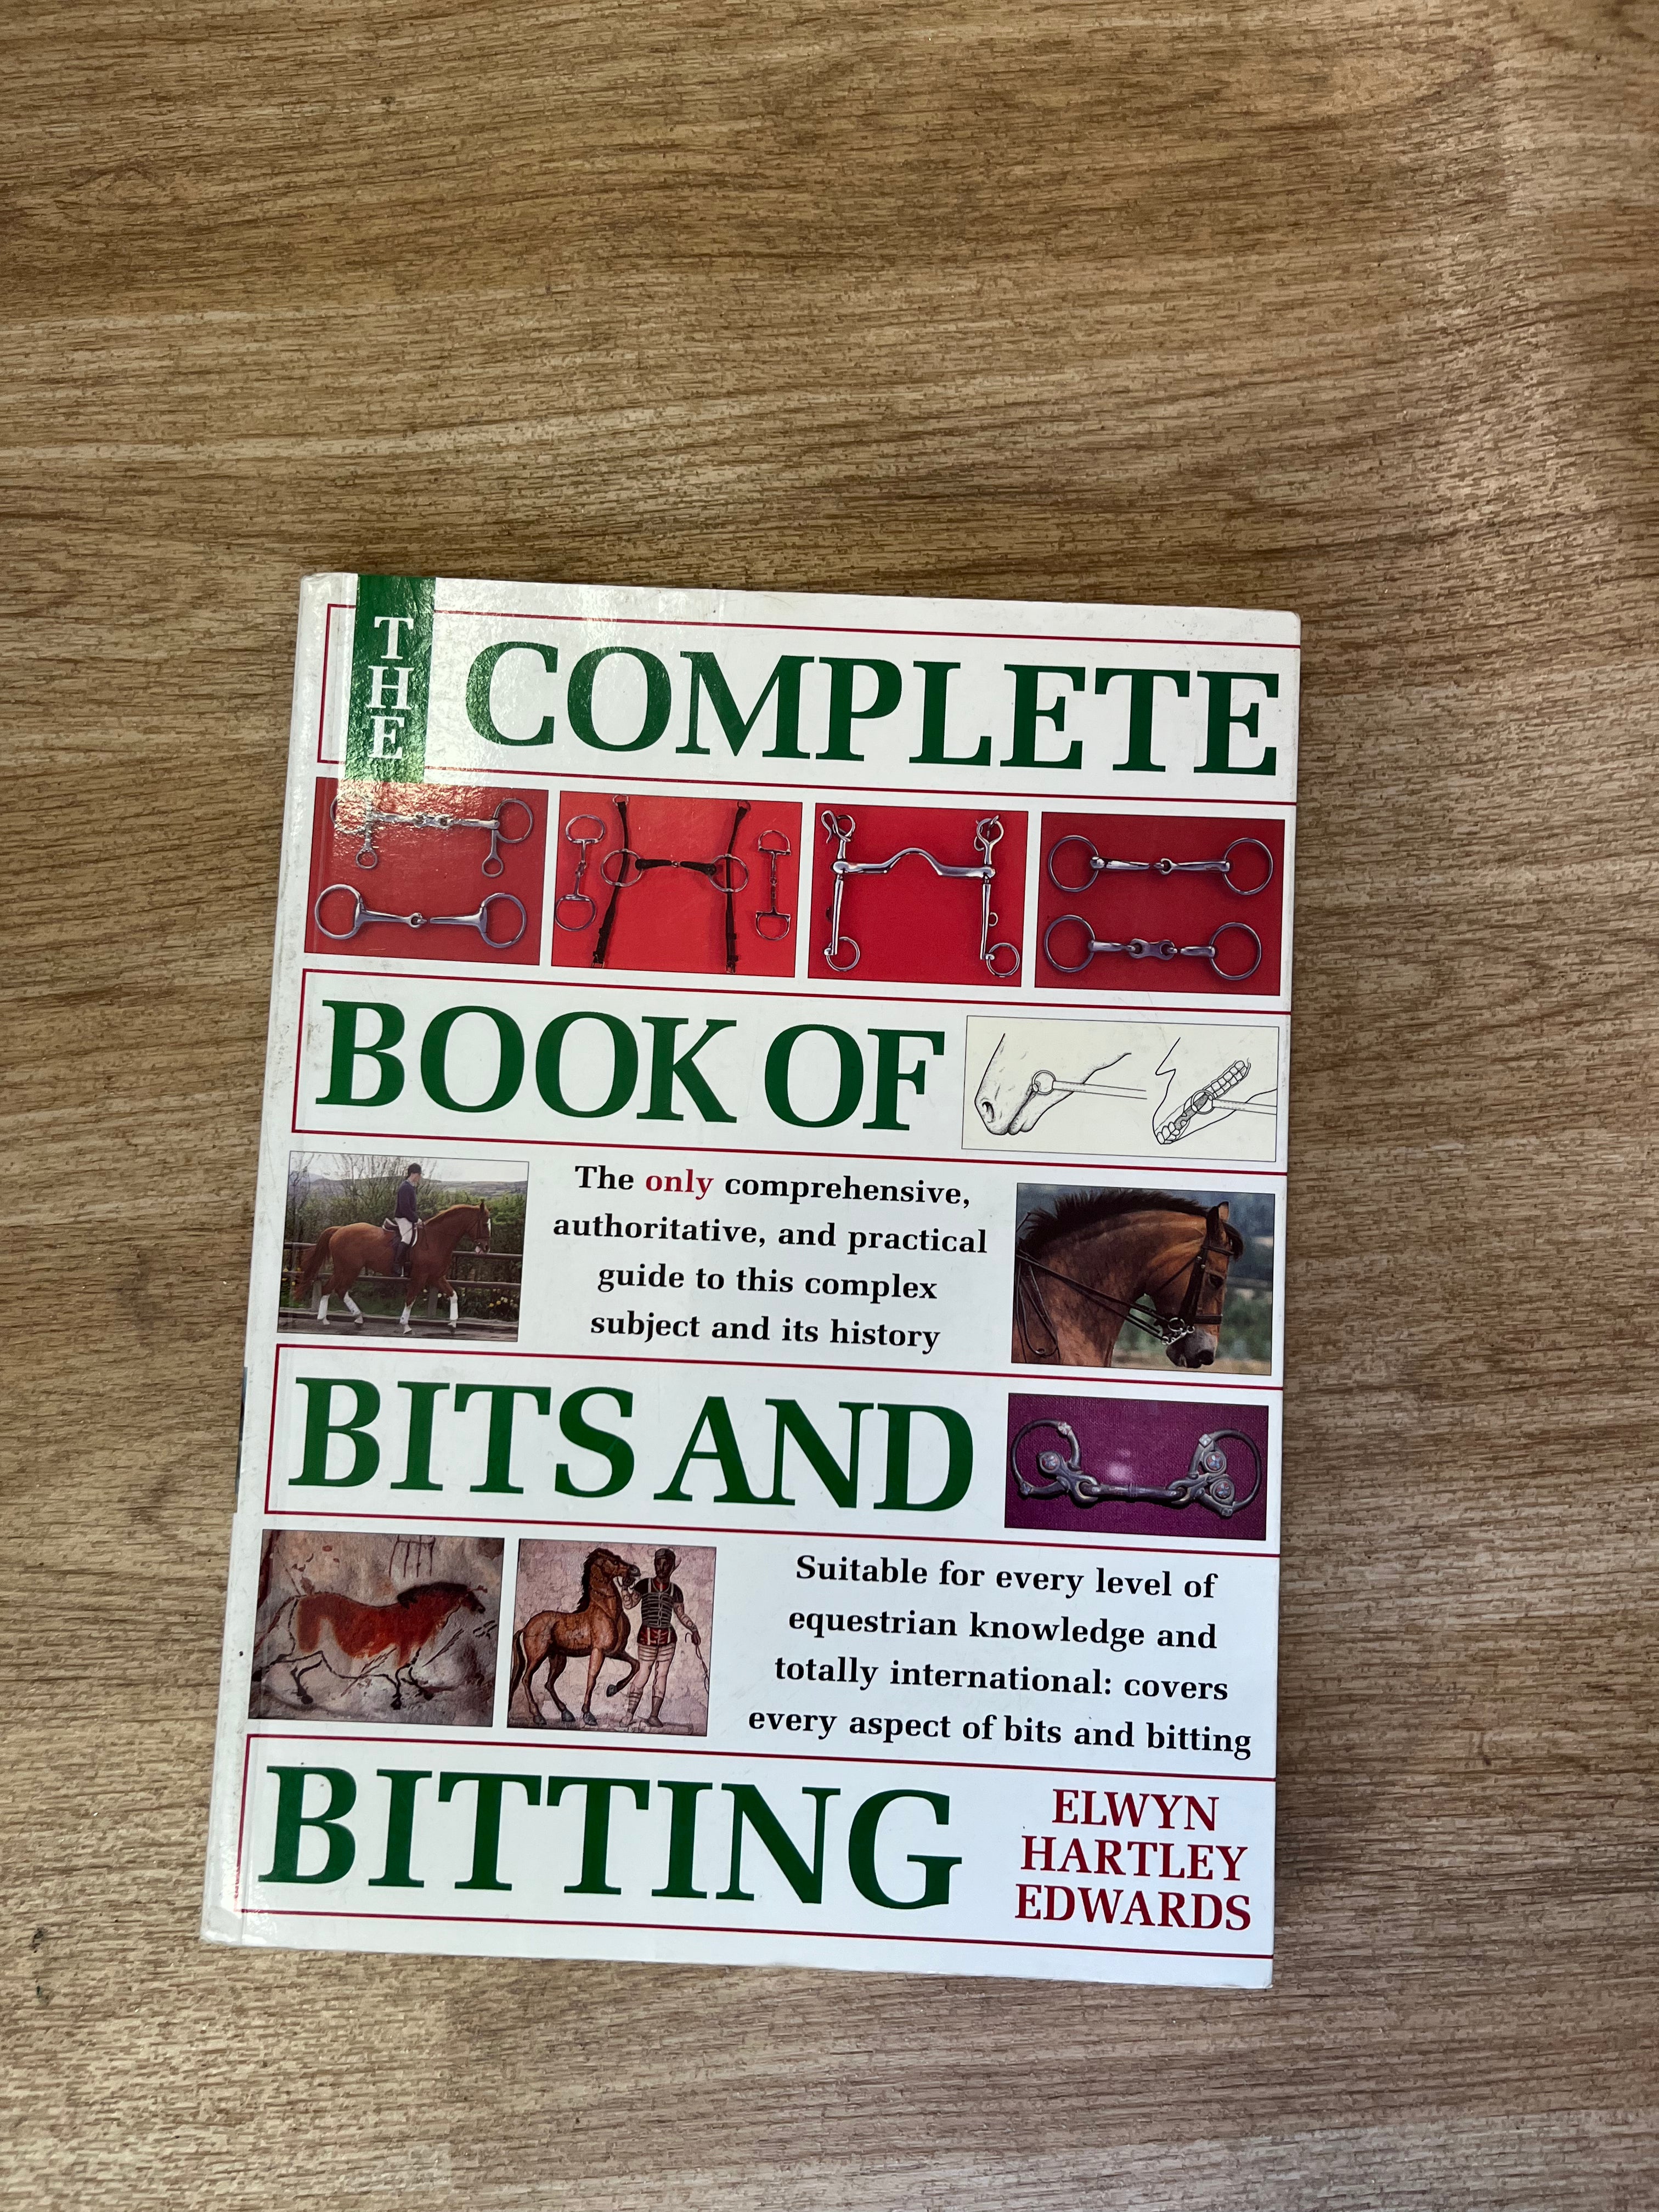 THE
COMPLETE
BOOK OF
The only comprehensive,
authoritative, and practical
guide to this complex
subject and its history
BITS AND
Suitable for every level of
equestrian knowledge and
totally international: covers
every aspect of bits and bitting
BITTING
ELWYN
HARTLEY
EDWARDS